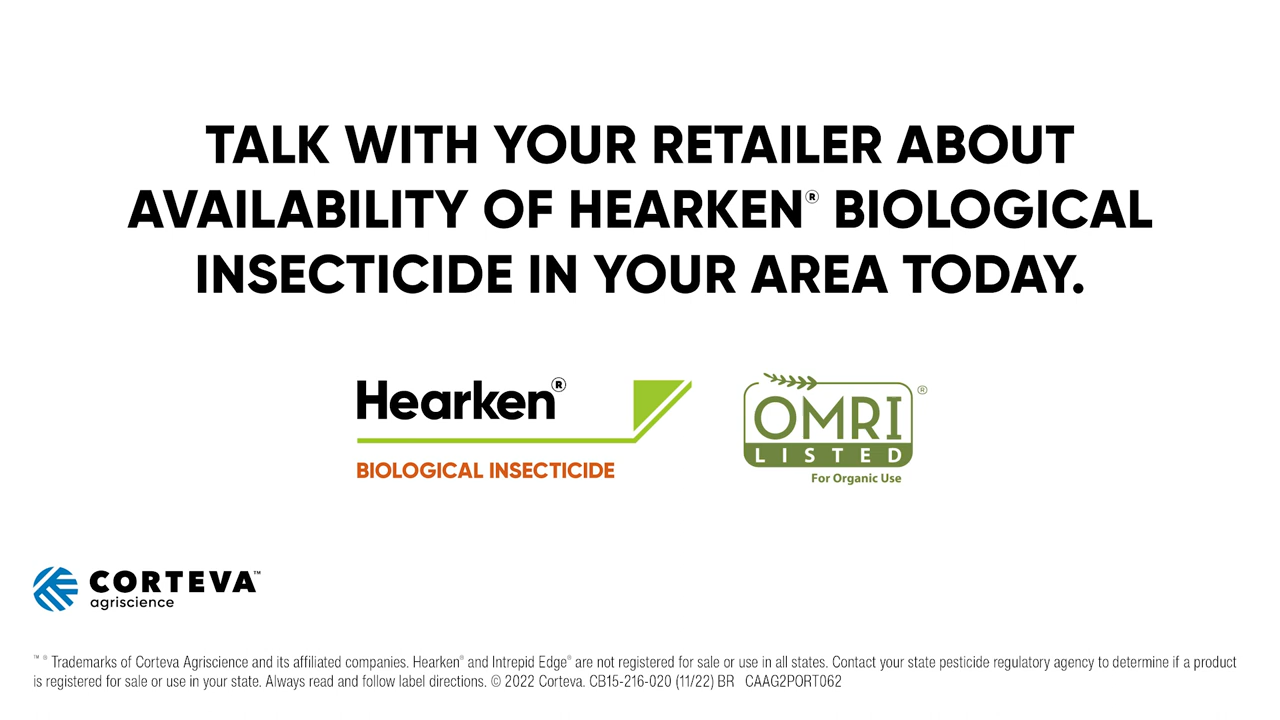 TALK WITH YOUR RETAILER ABOUT
AVAILABILITY OF HEARKEN® BIOLOGICAL
INSECTICIDE IN YOUR AREA TODAY.
Hearken®
BIOLOGICAL INSECTICIDE
OMRI®
LISTED
For Organic Use
CORTEVA™
agriscience
™ ® Trademarks of Corteva Agriscience and its affiliated companies. Hearken® and Intrepid Edge® are not registered for sale or use in all states. Contact your state pesticide regulatory agency to determine if a product
is registered for sale or use in your state. Always read and follow label directions. © 2022 Corteva. CB15-216-020 (11/22) BR CAAG2PORT062